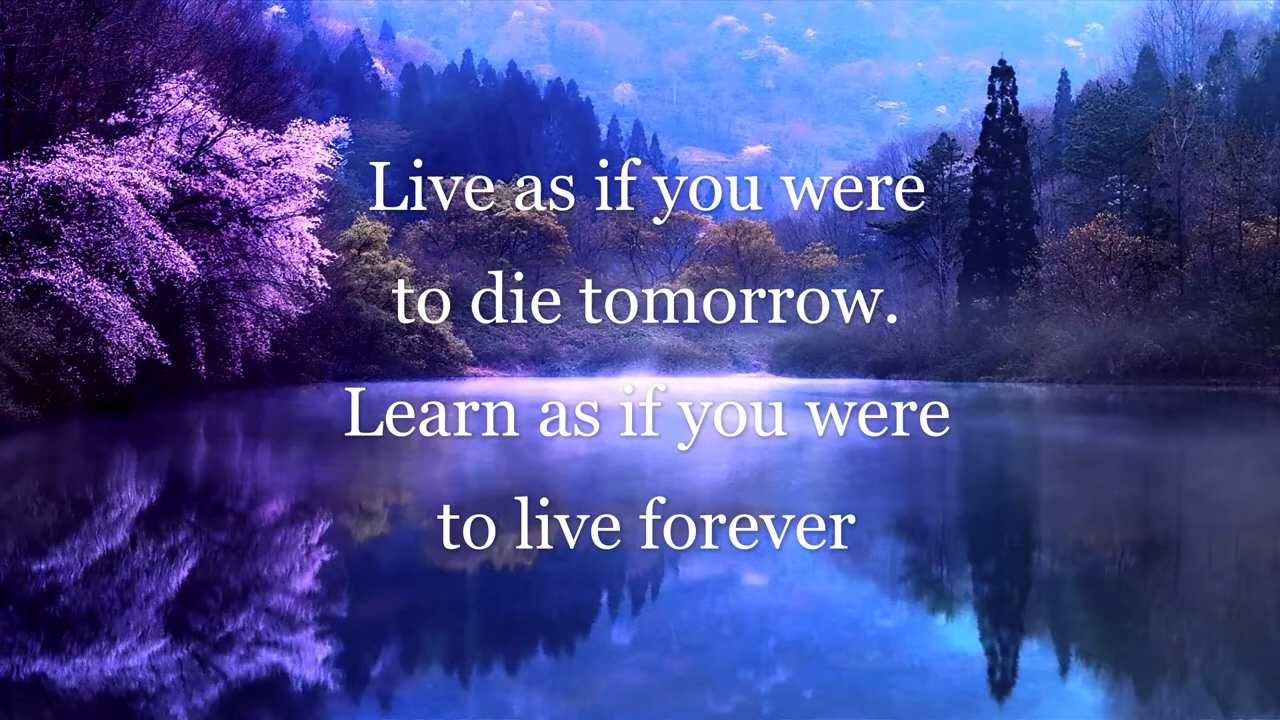 Live as if you were
to die tomorrow.
Learn as if you were
to live forever